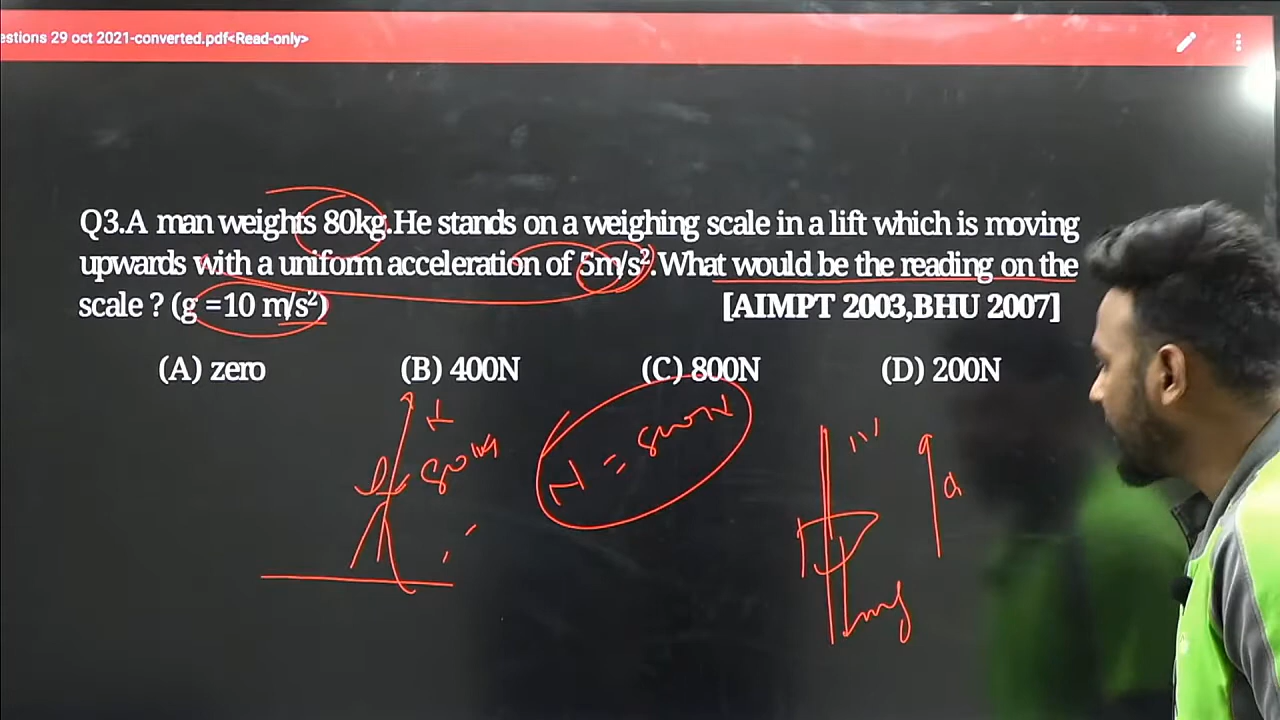 estions 29 oct 2021-converted.pdf<Read-only>
Q3.A man weights 80kg.He stands on a weighing scale in a lift which is moving
upwards with a uniform acceleration of 5m/s².What would be the reading on the
scale ? (g =10 m/s²) [AIMPT 2003,BHU 2007]
(A) zero (B) 400N (C) 800N (D) 200N
N
80kg
N = 800N
a
mg